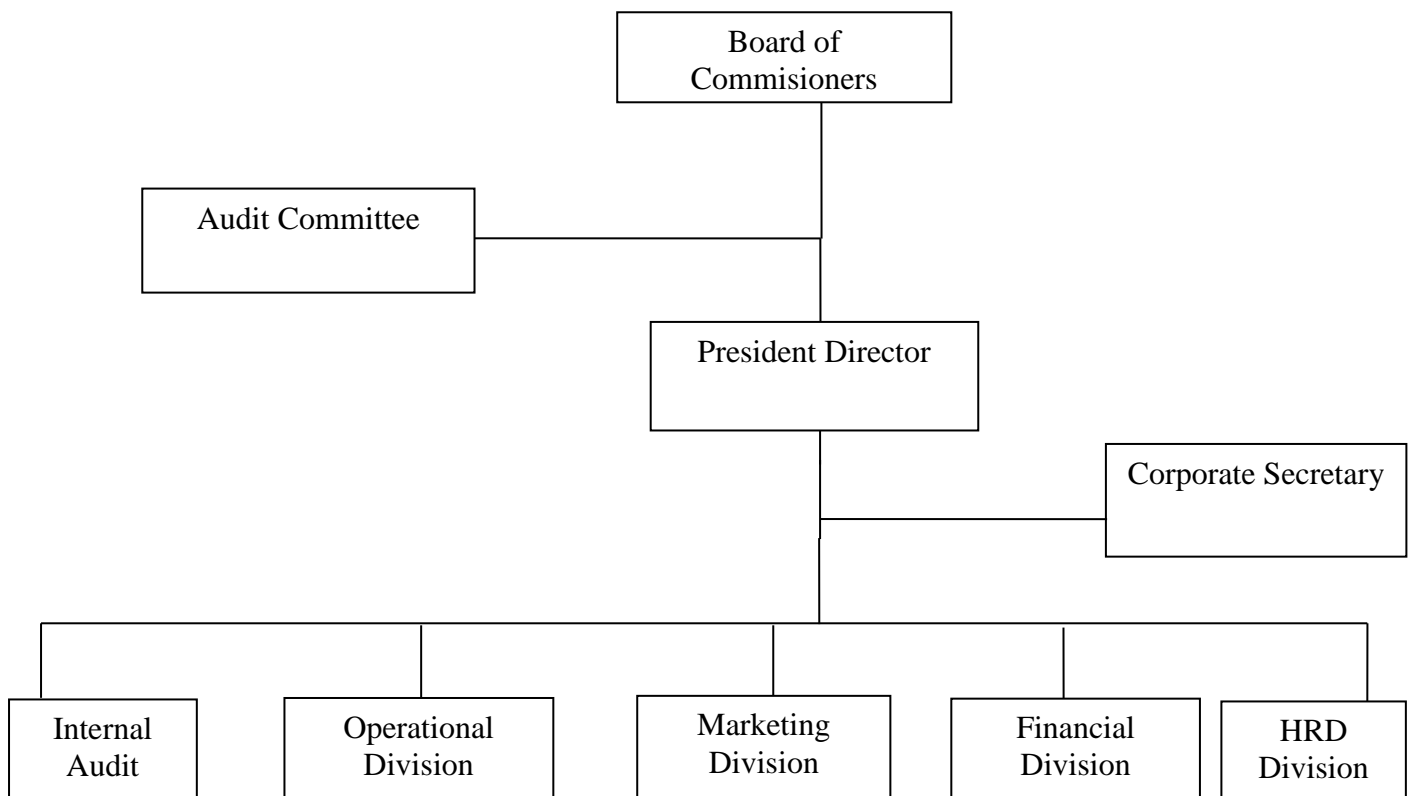 Board of
Commisioners
Audit Committee
President Director
Corporate Secretary
Internal
Audit
Operational
Division
Marketing
Division
Financial
Division
HRD
Division